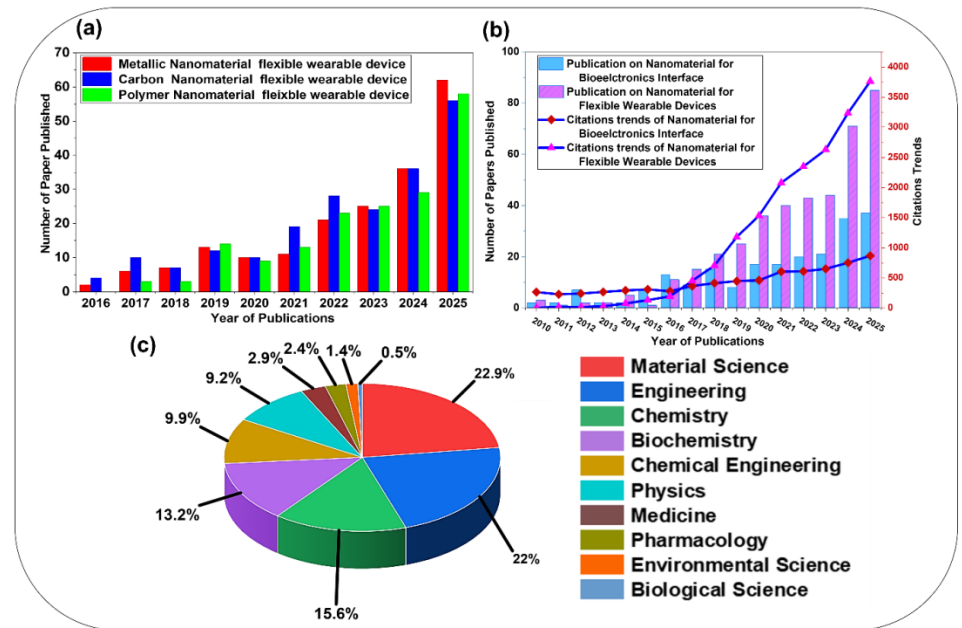 (a)
70
60
50
40
30
20
10
0
Number of Paper Published
Metallic Nanomaterial flexible wearable device
Carbon Nanomaterial flexible wearable device
Polymer Nanomaterial fleixble wearable device
2016 2017 2018 2019 2020 2021 2022 2023 2024 2025
Year of Publications
(b)
100
80
60
40
20
0
Number of Papers Published
Publication on Nanomaterial for
Bioelctronics Interface
Publication on Nanomaterial for
Flexible Wearable Devices
Citations trends of Nanomaterial for
Bioeelctronics Interface
Citations trends of Nanomaterial for
Flexible Wearable Devices
4000
3500
3000
2500
2000
1500
1000
500
0
Citations Trends
2010 2011 2012 2013 2014 2015 2016 2017 2018 2019 2020 2021 2022 2023 2024 2025
Year of Publications
(c)
22.9%
22%
15.6%
13.2%
9.9%
9.2%
2.9%
2.4%
1.4%
0.5%
Material Science
Engineering
Chemistry
Biochemistry
Chemical Engineering
Physics
Medicine
Pharmacology
Environmental Science
Biological Science